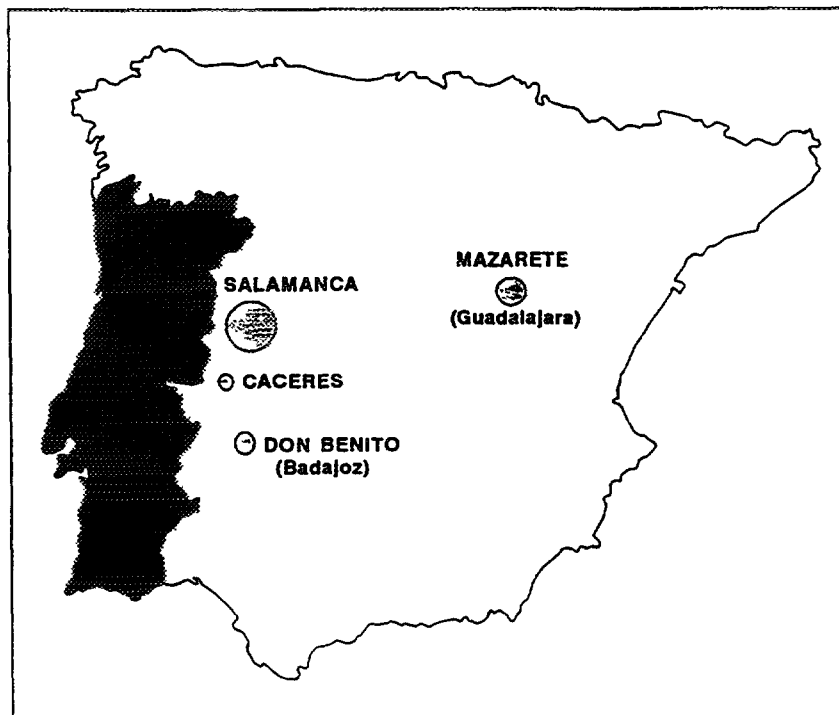 SALAMANCA
MAZARETE
(Guadalajara)
CACERES
DON BENITO
(Badajoz)